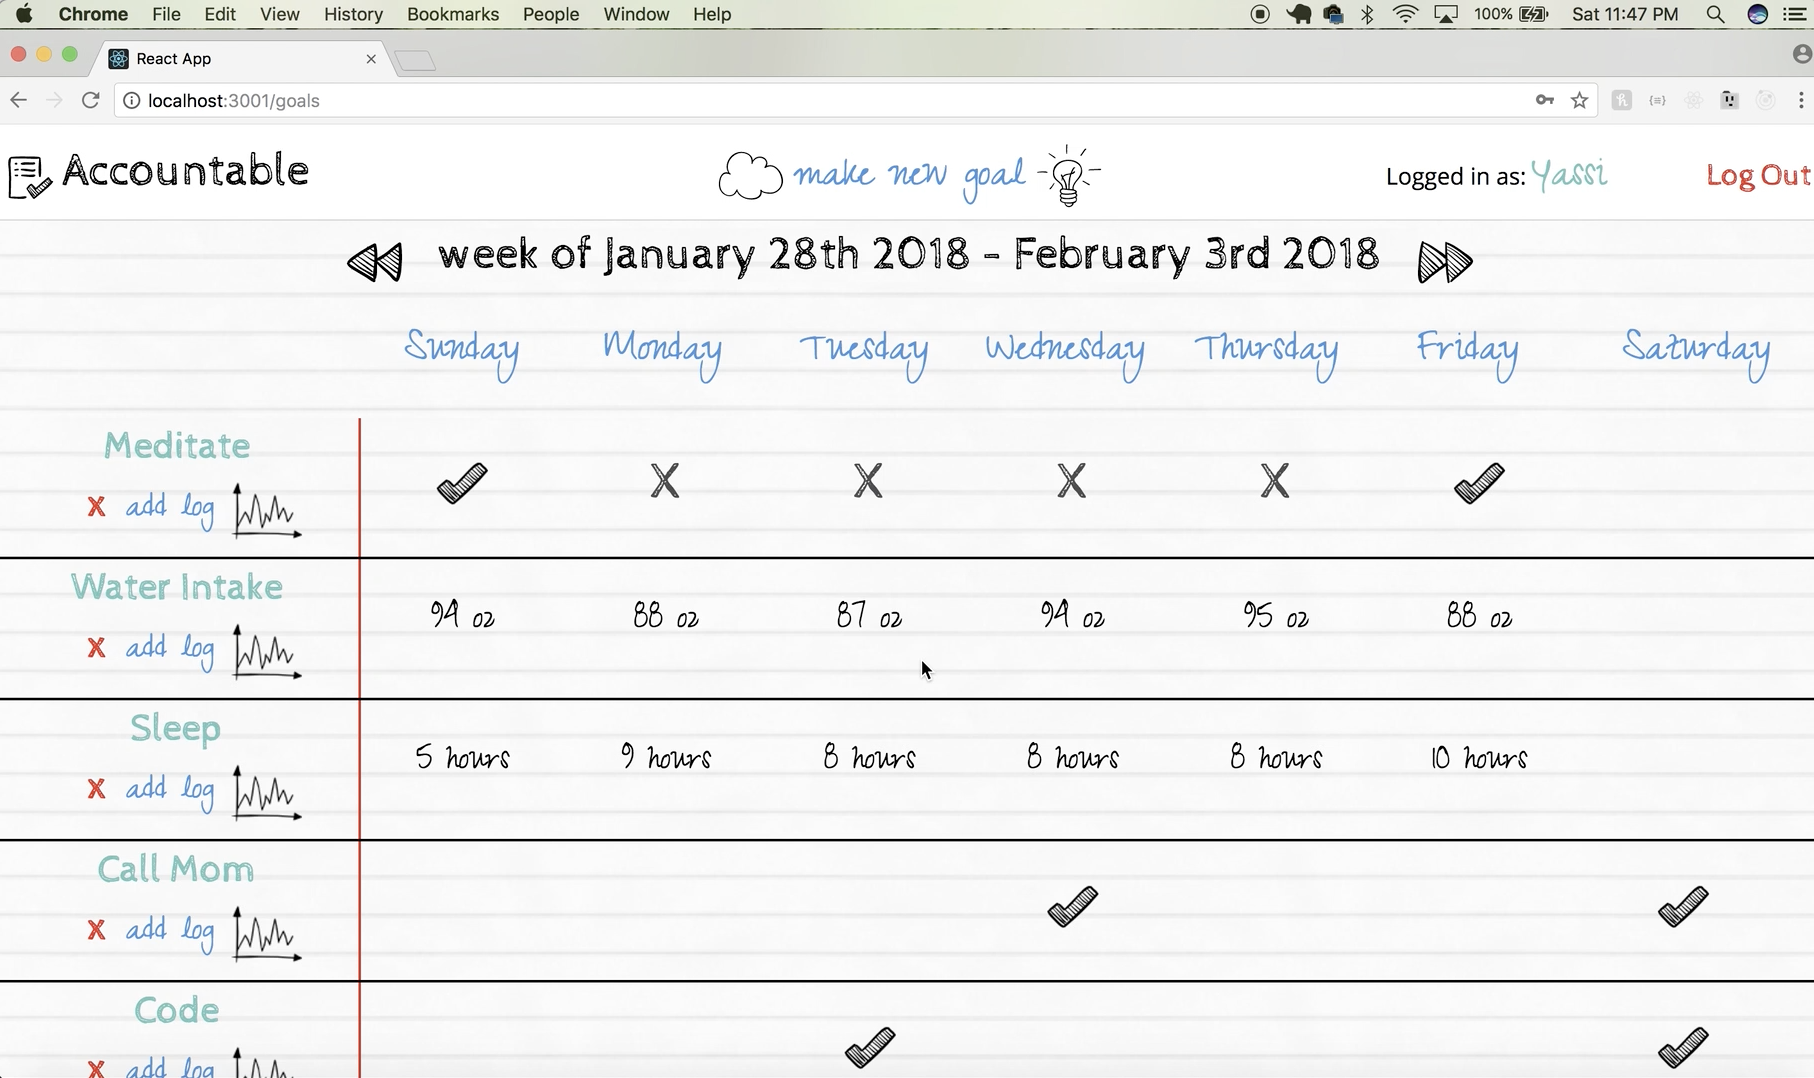 Chrome File Edit View History Bookmarks People Window Help 100% Sat 11:47 PM
React App
localhost:3001/goals
Accountable make new goal Logged in as: Yassi Log Out
week of January 28th 2018 - February 3rd 2018
Sunday Monday Tuesday Wednesday Thursday Friday Saturday
Meditate
X X X X
X add log
Water Intake
94 oz 88 oz 87 oz 94 oz 95 oz 88 oz
X add log
Sleep
5 hours 9 hours 8 hours 8 hours 8 hours 10 hours
X add log
Call Mom
X add log
Code
X add log